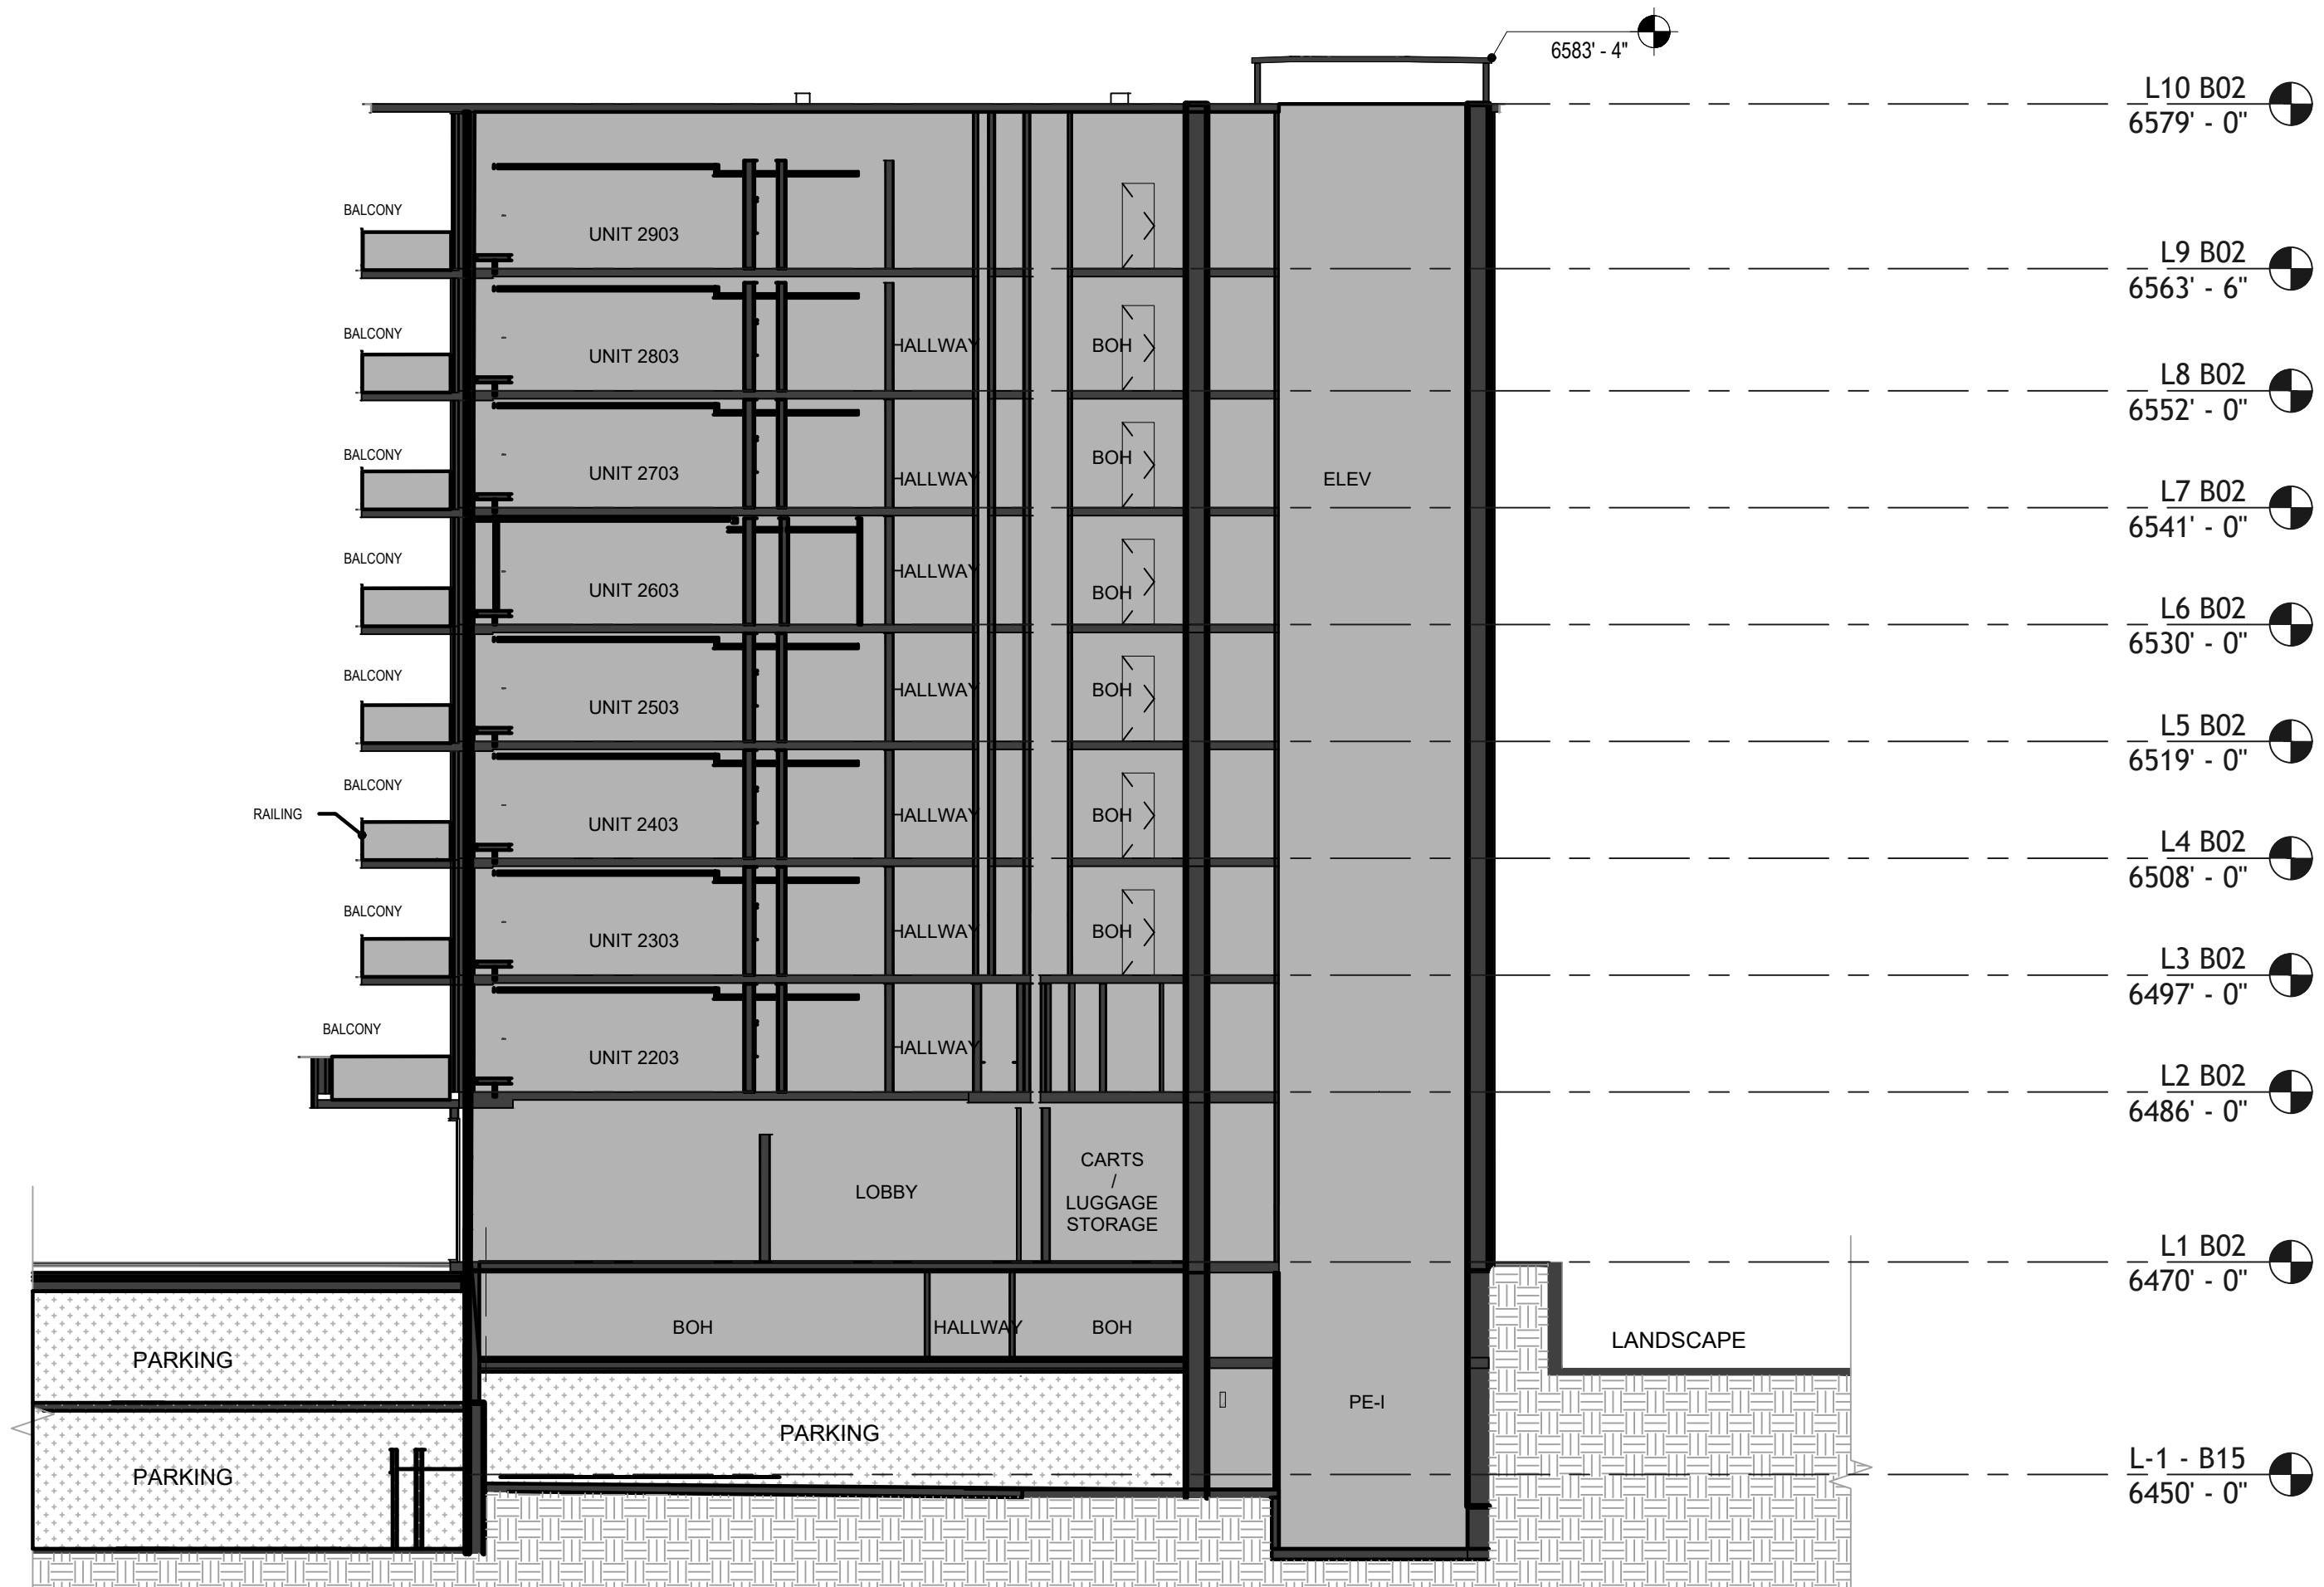 6583' - 4"
L10 B02
6579' - 0"
BALCONY
UNIT 2903
L9 B02
6563' - 6"
BALCONY
UNIT 2803
HALLWAY
BOH
L8 B02
6552' - 0"
BALCONY
UNIT 2703
HALLWAY
BOH
ELEV
L7 B02
6541' - 0"
BALCONY
UNIT 2603
HALLWAY
BOH
L6 B02
6530' - 0"
BALCONY
UNIT 2503
HALLWAY
BOH
L5 B02
6519' - 0"
BALCONY
RAILING
UNIT 2403
HALLWAY
BOH
L4 B02
6508' - 0"
BALCONY
UNIT 2303
HALLWAY
BOH
L3 B02
6497' - 0"
BALCONY
UNIT 2203
HALLWAY
L2 B02
6486' - 0"
LOBBY
CARTS
/
LUGGAGE
STORAGE
L1 B02
6470' - 0"
BOH
HALLWAY
BOH
LANDSCAPE
PARKING
PE-I
PARKING
PARKING
L-1 - B15
6450' - 0"